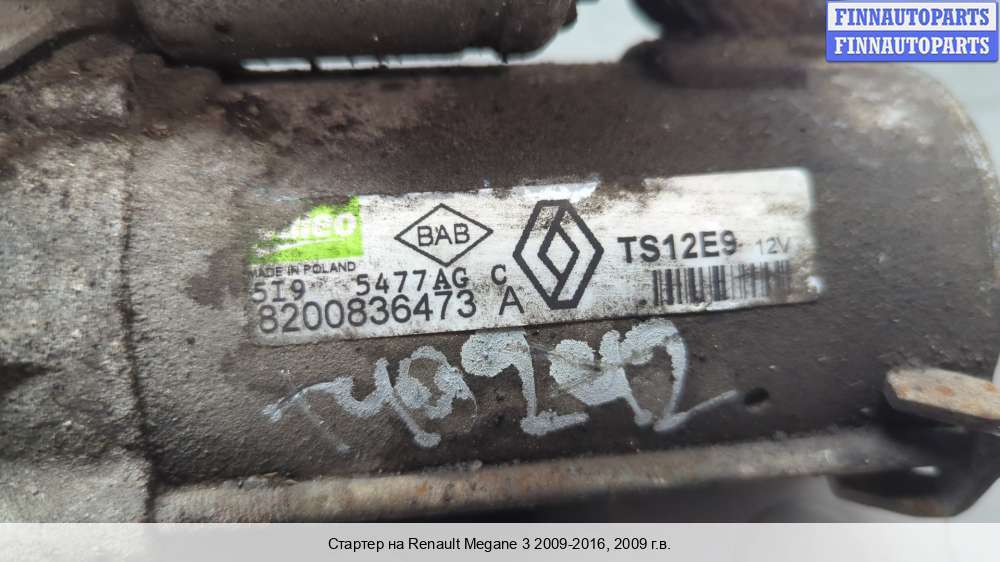 FINNAUTOPARTS
FINNAUTOPARTS
BAB
TS12E9 12V
MADE IN POLAND
5I9 5477AG C
8200836473 A
Стартер на Renault Megane 3 2009-2016, 2009 г.в.